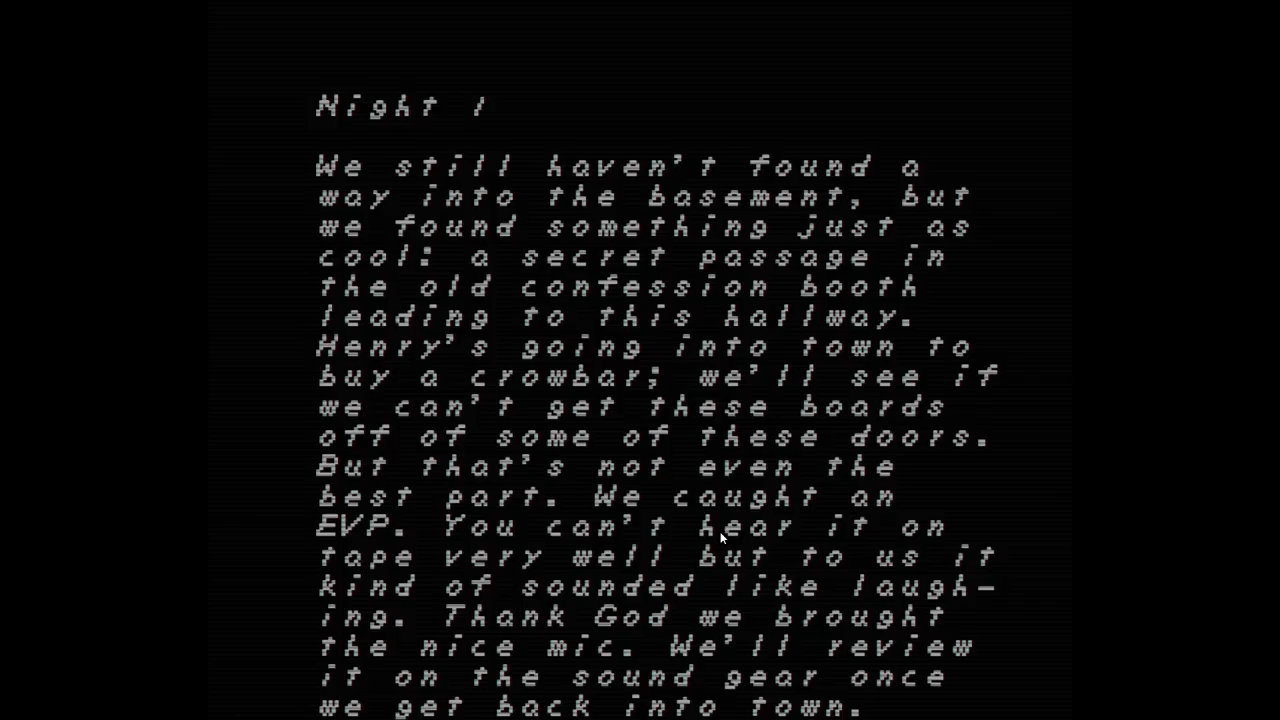 Night 1
We still haven't found a
way into the basement, but
we found something just as
cool: a secret passage in
the old confession booth
leading to this hallway.
Henry's going into town to
buy a crowbar; we'll see if
we can't get these boards
off of some of these doors.
But that's not even the
best part. We caught an
EVP. You can't hear it on
tape very well but to us it
kind of sounded like laugh-
ing. Thank God we brought
the nice mic. We'll review
it on the sound gear once
we get back into town.